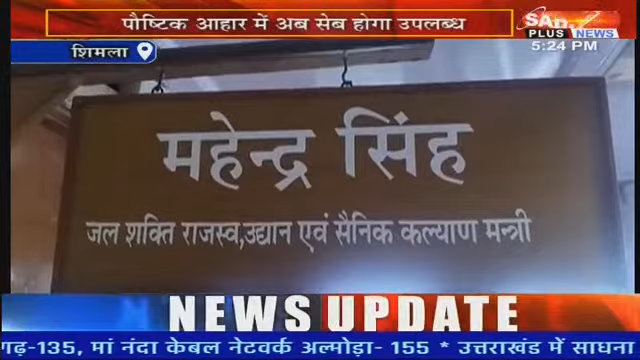 पौष्टिक आहार में अब सेब होगा उपलब्ध
PLUS NEWS
5:24 PM
शिमला
महेन्द्र सिंह
जल शक्ति राजस्व,उद्यान एवं सैनिक कल्याण मन्त्री
NEWS UPDATE
गढ़-135, मां नंदा केबल नेटवर्क अल्मोड़ा- 155 * उत्तराखंड में साधना